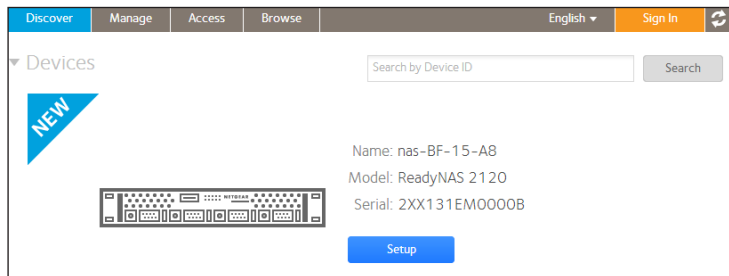 Discover Manage Access Browse English Sign In
Devices
Search by Device ID Search
NEW
Name: nas-BF-15-A8
Model: ReadyNAS 2120
NETGEAR
Serial: 2XX131EM0000B
Setup